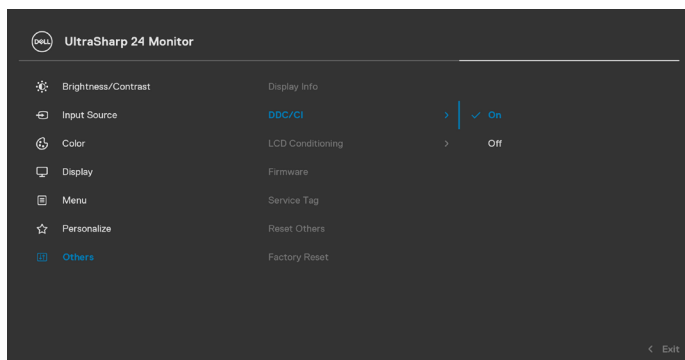 DELL
UltraSharp 24 Monitor
Brightness/Contrast
Display Info
Input Source
DDC/CI
On
Color
LCD Conditioning
Off
Display
Firmware
Menu
Service Tag
Personalize
Reset Others
Others
Factory Reset
Exit